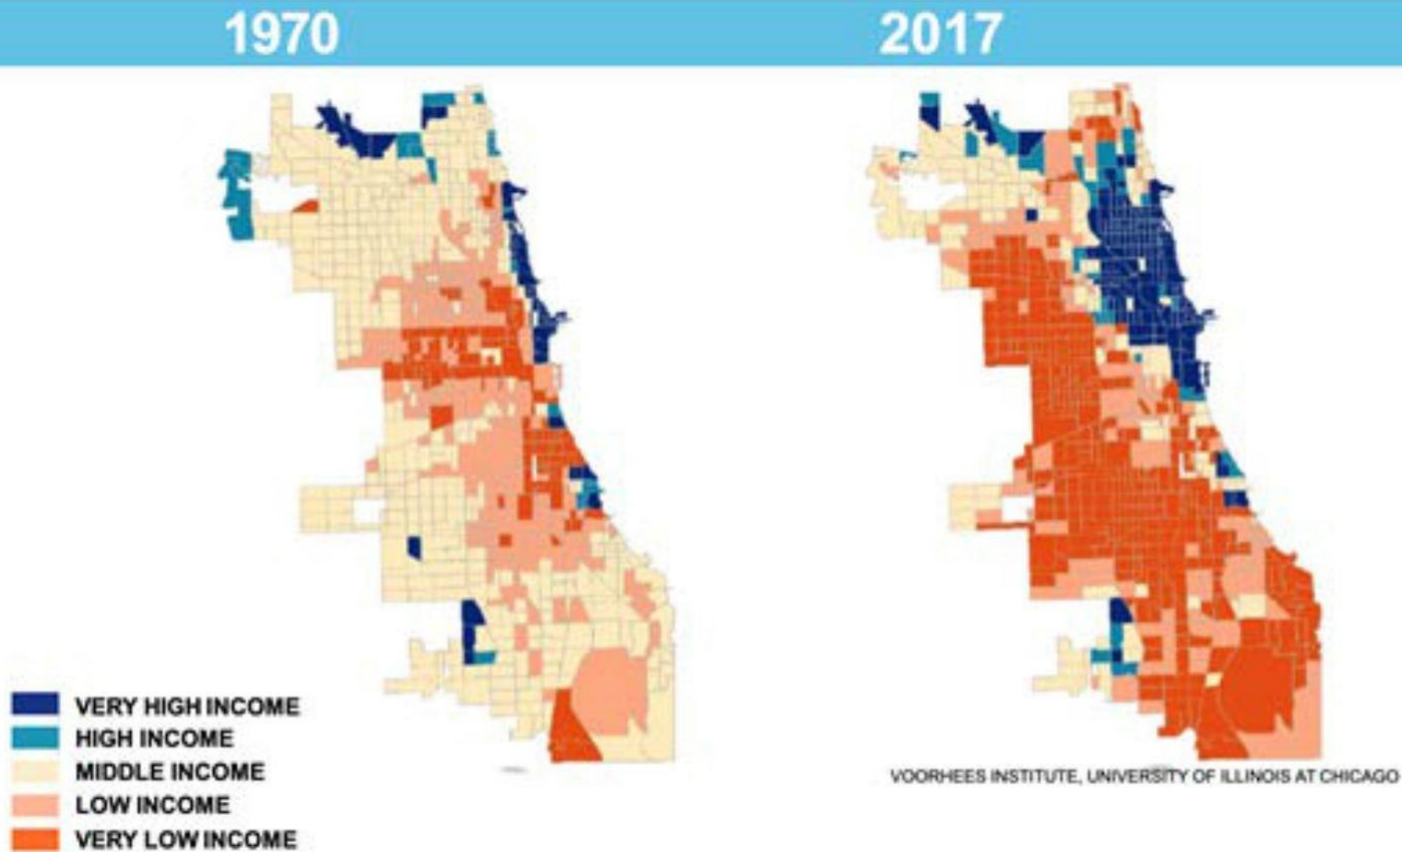 1970
2017
VERY HIGH INCOME
HIGH INCOME
MIDDLE INCOME
LOW INCOME
VERY LOW INCOME
VOORHEES INSTITUTE, UNIVERSITY OF ILLINOIS AT CHICAGO